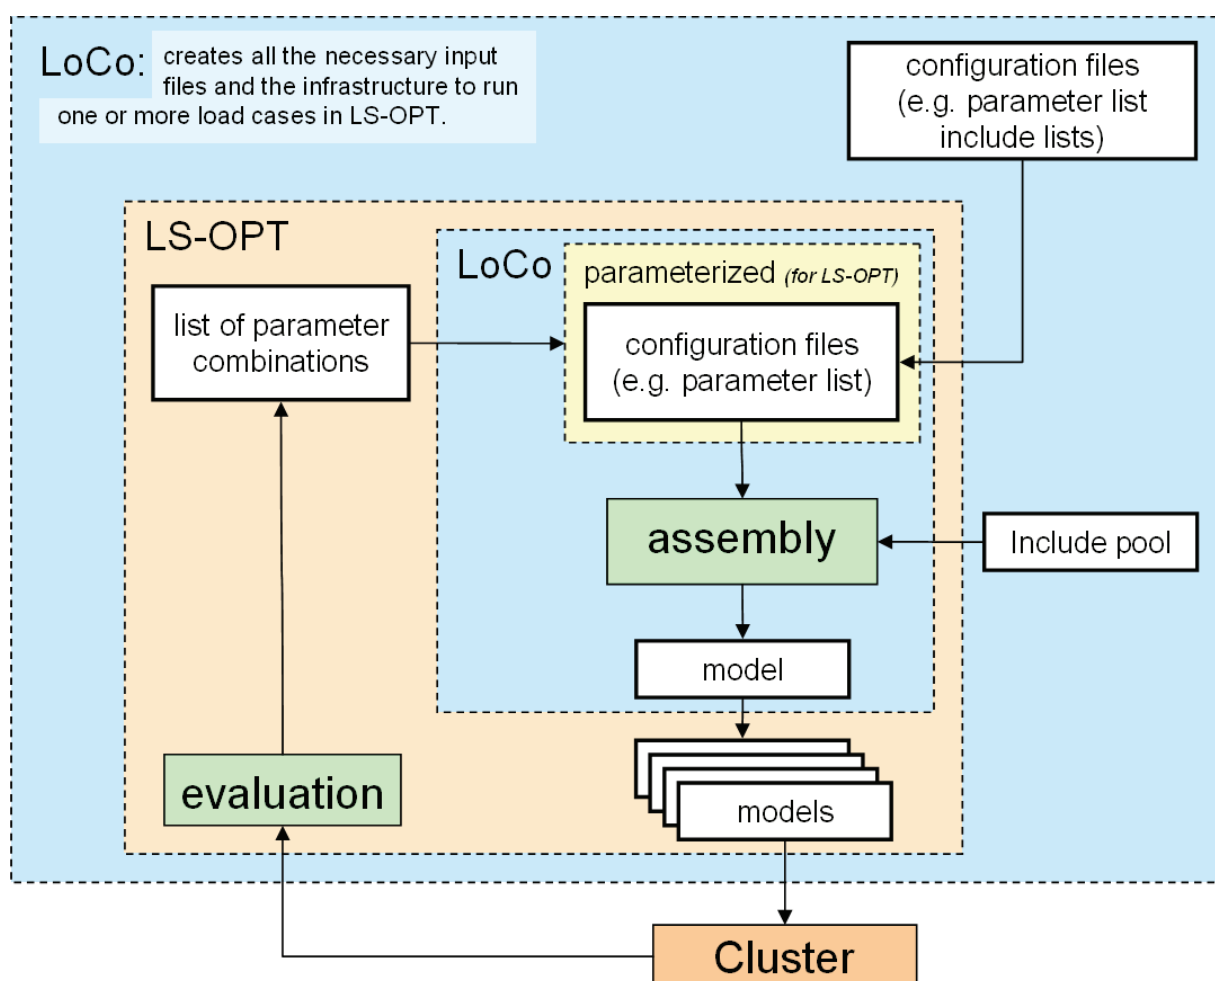 LoCo: creates all the necessary input
files and the infrastructure to run
one or more load cases in LS-OPT.
configuration files
(e.g. parameter list
include lists)
LS-OPT
LoCo
parameterized (for LS-OPT)
list of parameter
combinations
configuration files
(e.g. parameter list)
assembly
Include pool
model
evaluation
models
Cluster